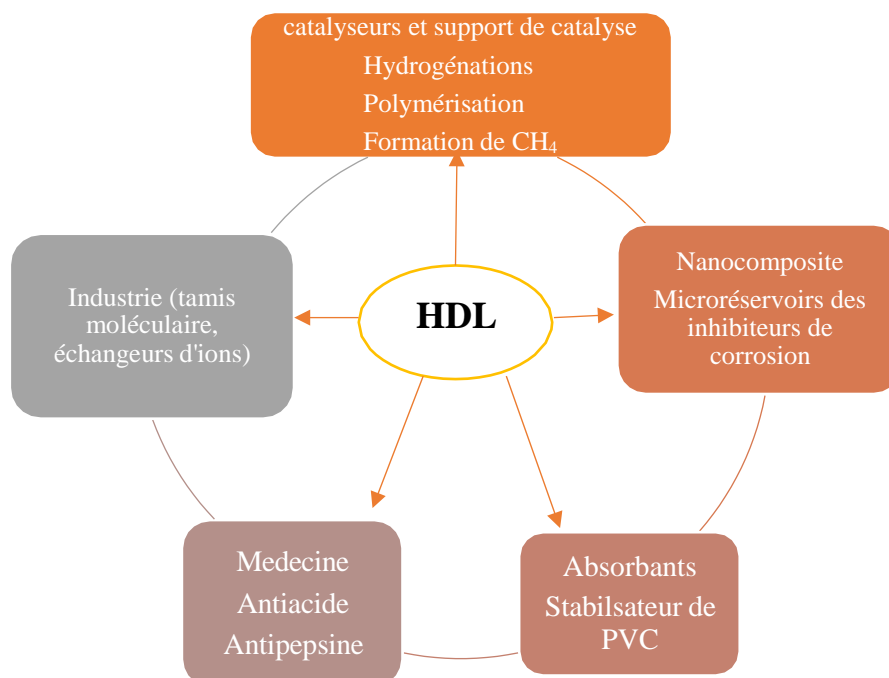 catalyseurs et support de catalyse
Hydrogénations
Polymérisation
Formation de CH₄
Industrie (tamis
moléculaire,
échangeurs d'ions)
HDL
Nanocomposite
Microréservoirs des
inhibiteurs de
corrosion
Medecine
Antiacide
Antipepsine
Absorbants
Stabilsateur de
PVC